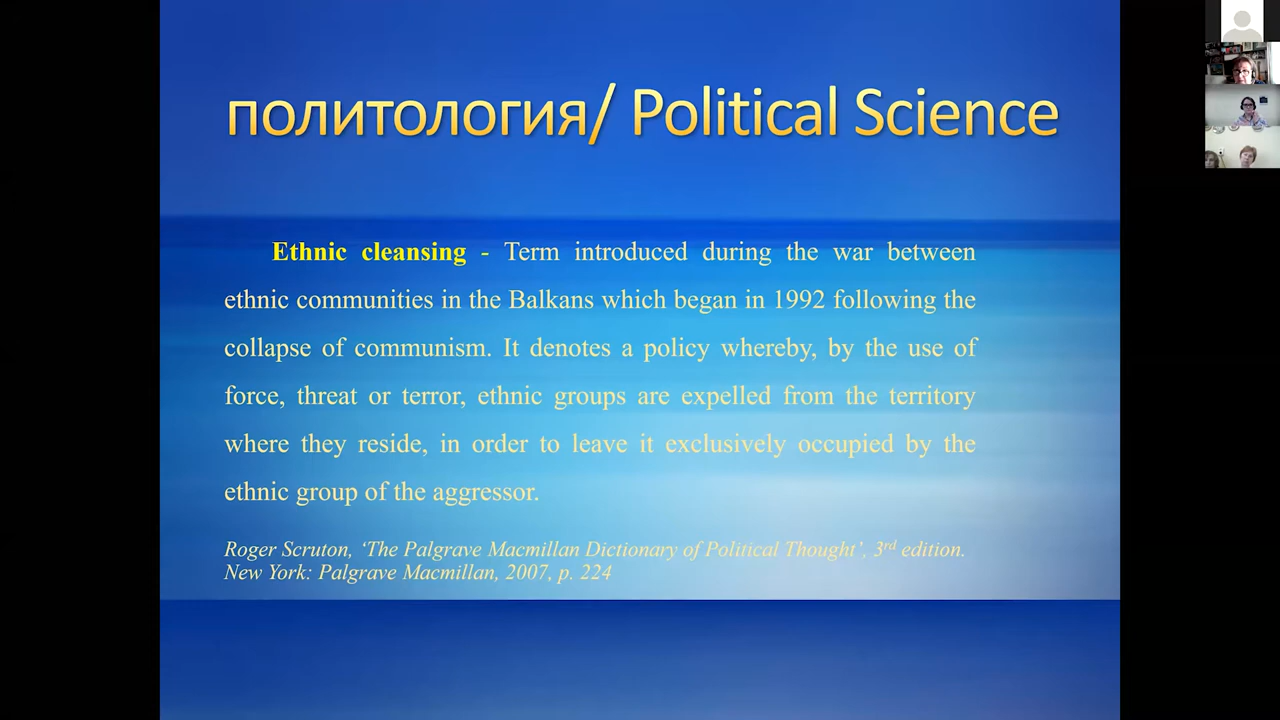 политология/ Political Science
Ethnic cleansing - Term introduced during the war between
ethnic communities in the Balkans which began in 1992 following the
collapse of communism. It denotes a policy whereby, by the use of
force, threat or terror, ethnic groups are expelled from the territory
where they reside, in order to leave it exclusively occupied by the
ethnic group of the aggressor.
Roger Scruton, ‘The Palgrave Macmillan Dictionary of Political Thought’, 3rd edition.
New York: Palgrave Macmillan, 2007, p. 224